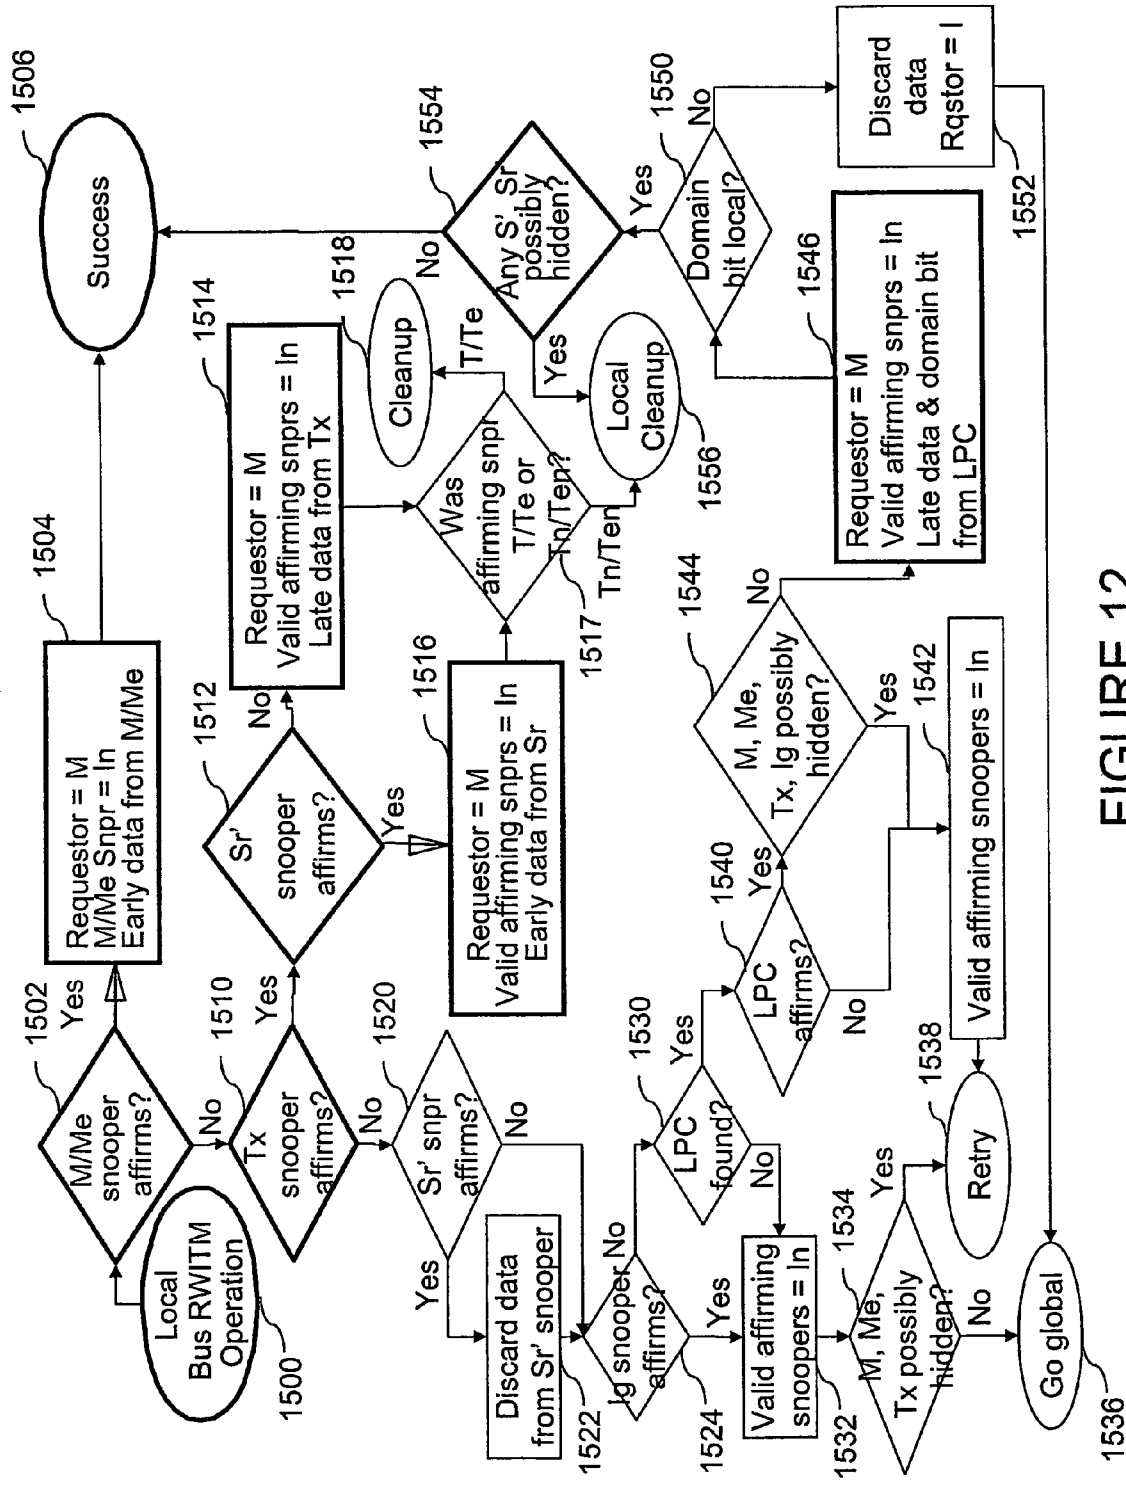 1500
Local
Bus RWITM
Operation
1502
M/Me
snooper
affirms?
Yes
No
1504
Requestor = M
M/Me Snpr = In
Early data from M/Me
1506
Success
1510
Tx
snooper
affirms?
Yes
No
1512
Sr'
snooper
affirms?
No
Yes
1514
Requestor = M
Valid affirming snprs = In
Late data from Tx
1516
Requestor = M
Valid affirming snprs = In
Early data from Sr
1517
Was
affirming snpr
T/Te or
Tn/Ten?
T/Te
Tn/Ten
1518
Cleanup
1520
Sr' snpr
affirms?
Yes
No
1522
Discard data
from Sr' snooper
1524
Ig snooper
affirms?
No
Yes
1530
LPC
found?
Yes
No
1532
Valid affirming
snoopers = In
1534
M, Me,
Tx possibly
hidden?
Yes
No
1536
Go global
1538
Retry
1540
LPC
affirms?
Yes
No
1542
Valid affirming snoopers = In
1544
M, Me,
Tx, Ig possibly
hidden?
No
Yes
1546
Requestor = M
Valid affirming snprs = In
Late data & domain bit
from LPC
1550
Domain
bit local?
Yes
No
1552
Discard
data
Rqstor = I
1554
Any S' Sr
possibly
hidden?
No
Yes
1556
Local
Cleanup
FIGURE 12